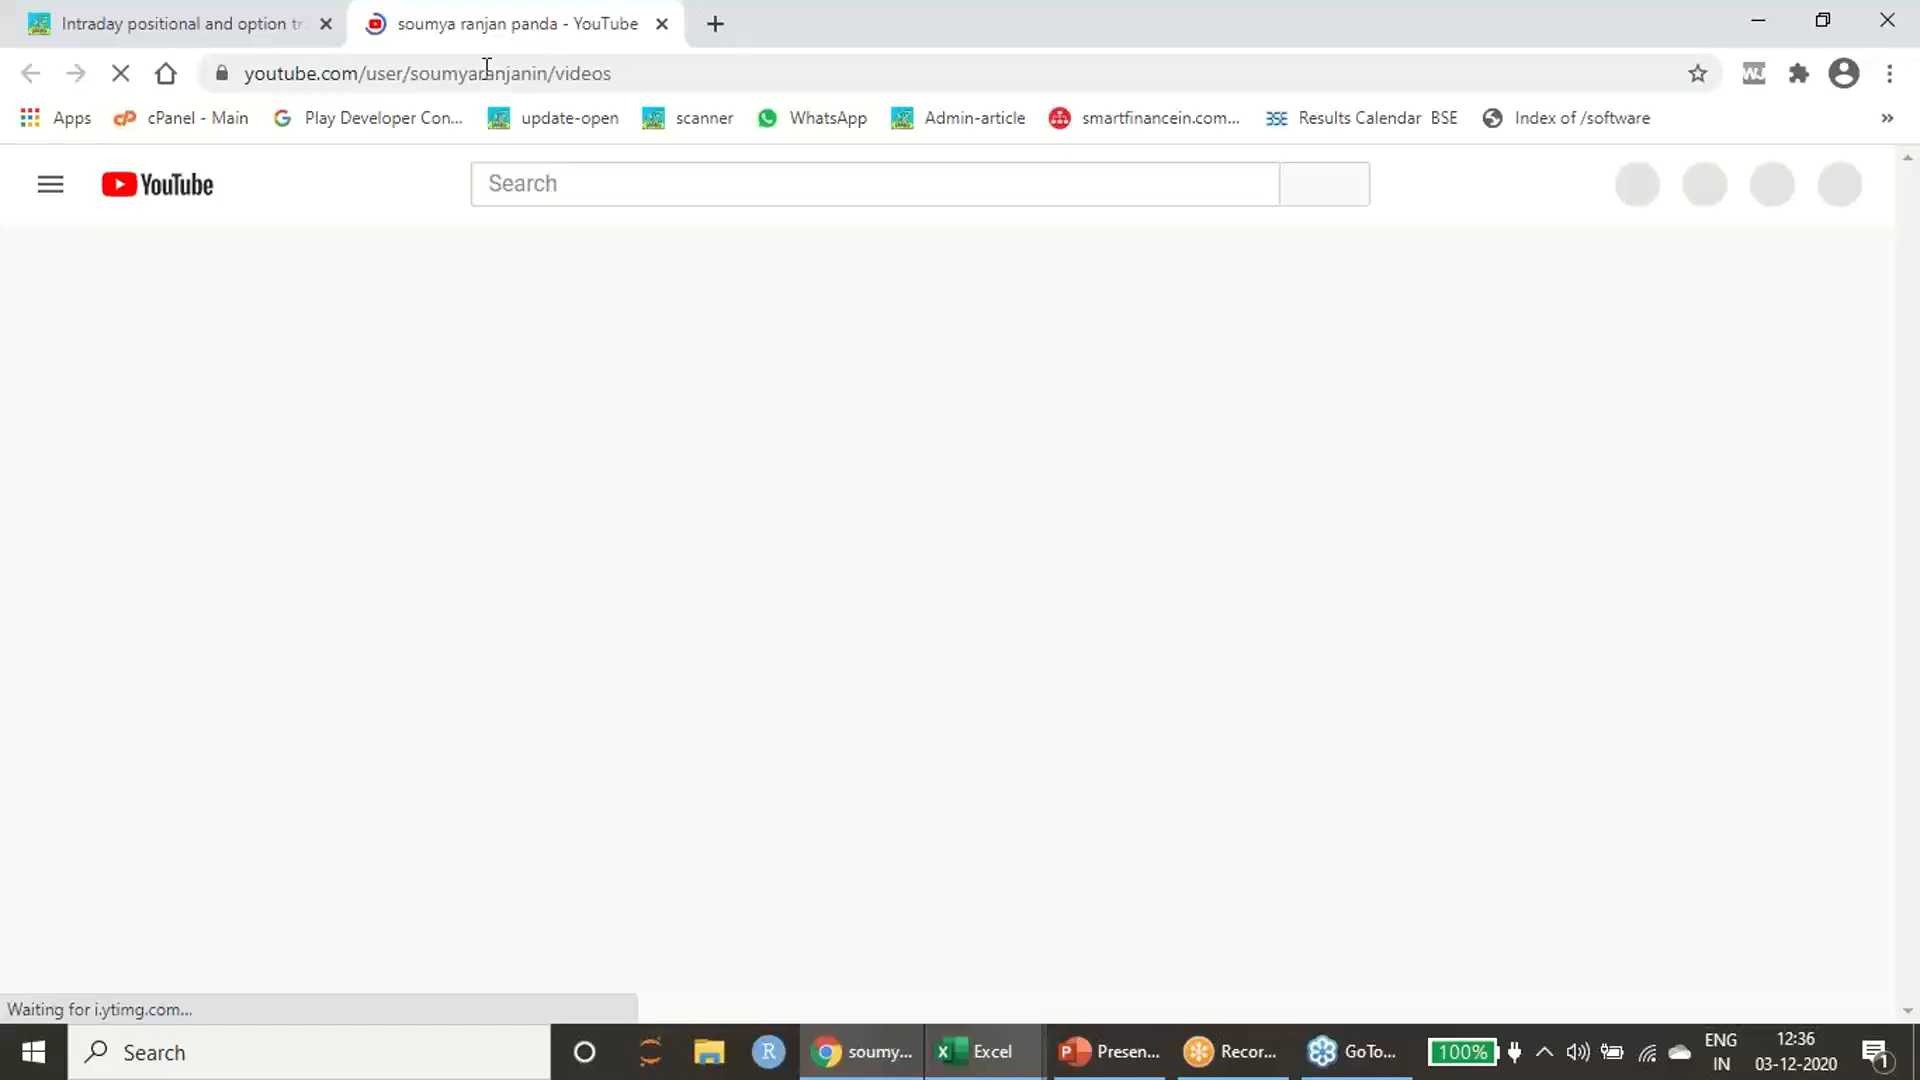 Intraday positional and option tr
soumya ranjan panda - YouTube
youtube.com/user/soumyaranjanin/videos
Apps
cPanel - Main
Play Developer Con...
update-open
scanner
WhatsApp
Admin-article
smartfinancein.com...
Results Calendar BSE
Index of /software
YouTube
Search
Waiting for i.ytimg.com...
Search
soumy...
Excel
Presen...
Recor...
GoTo...
100%
ENG
IN
12:36
03-12-2020
1